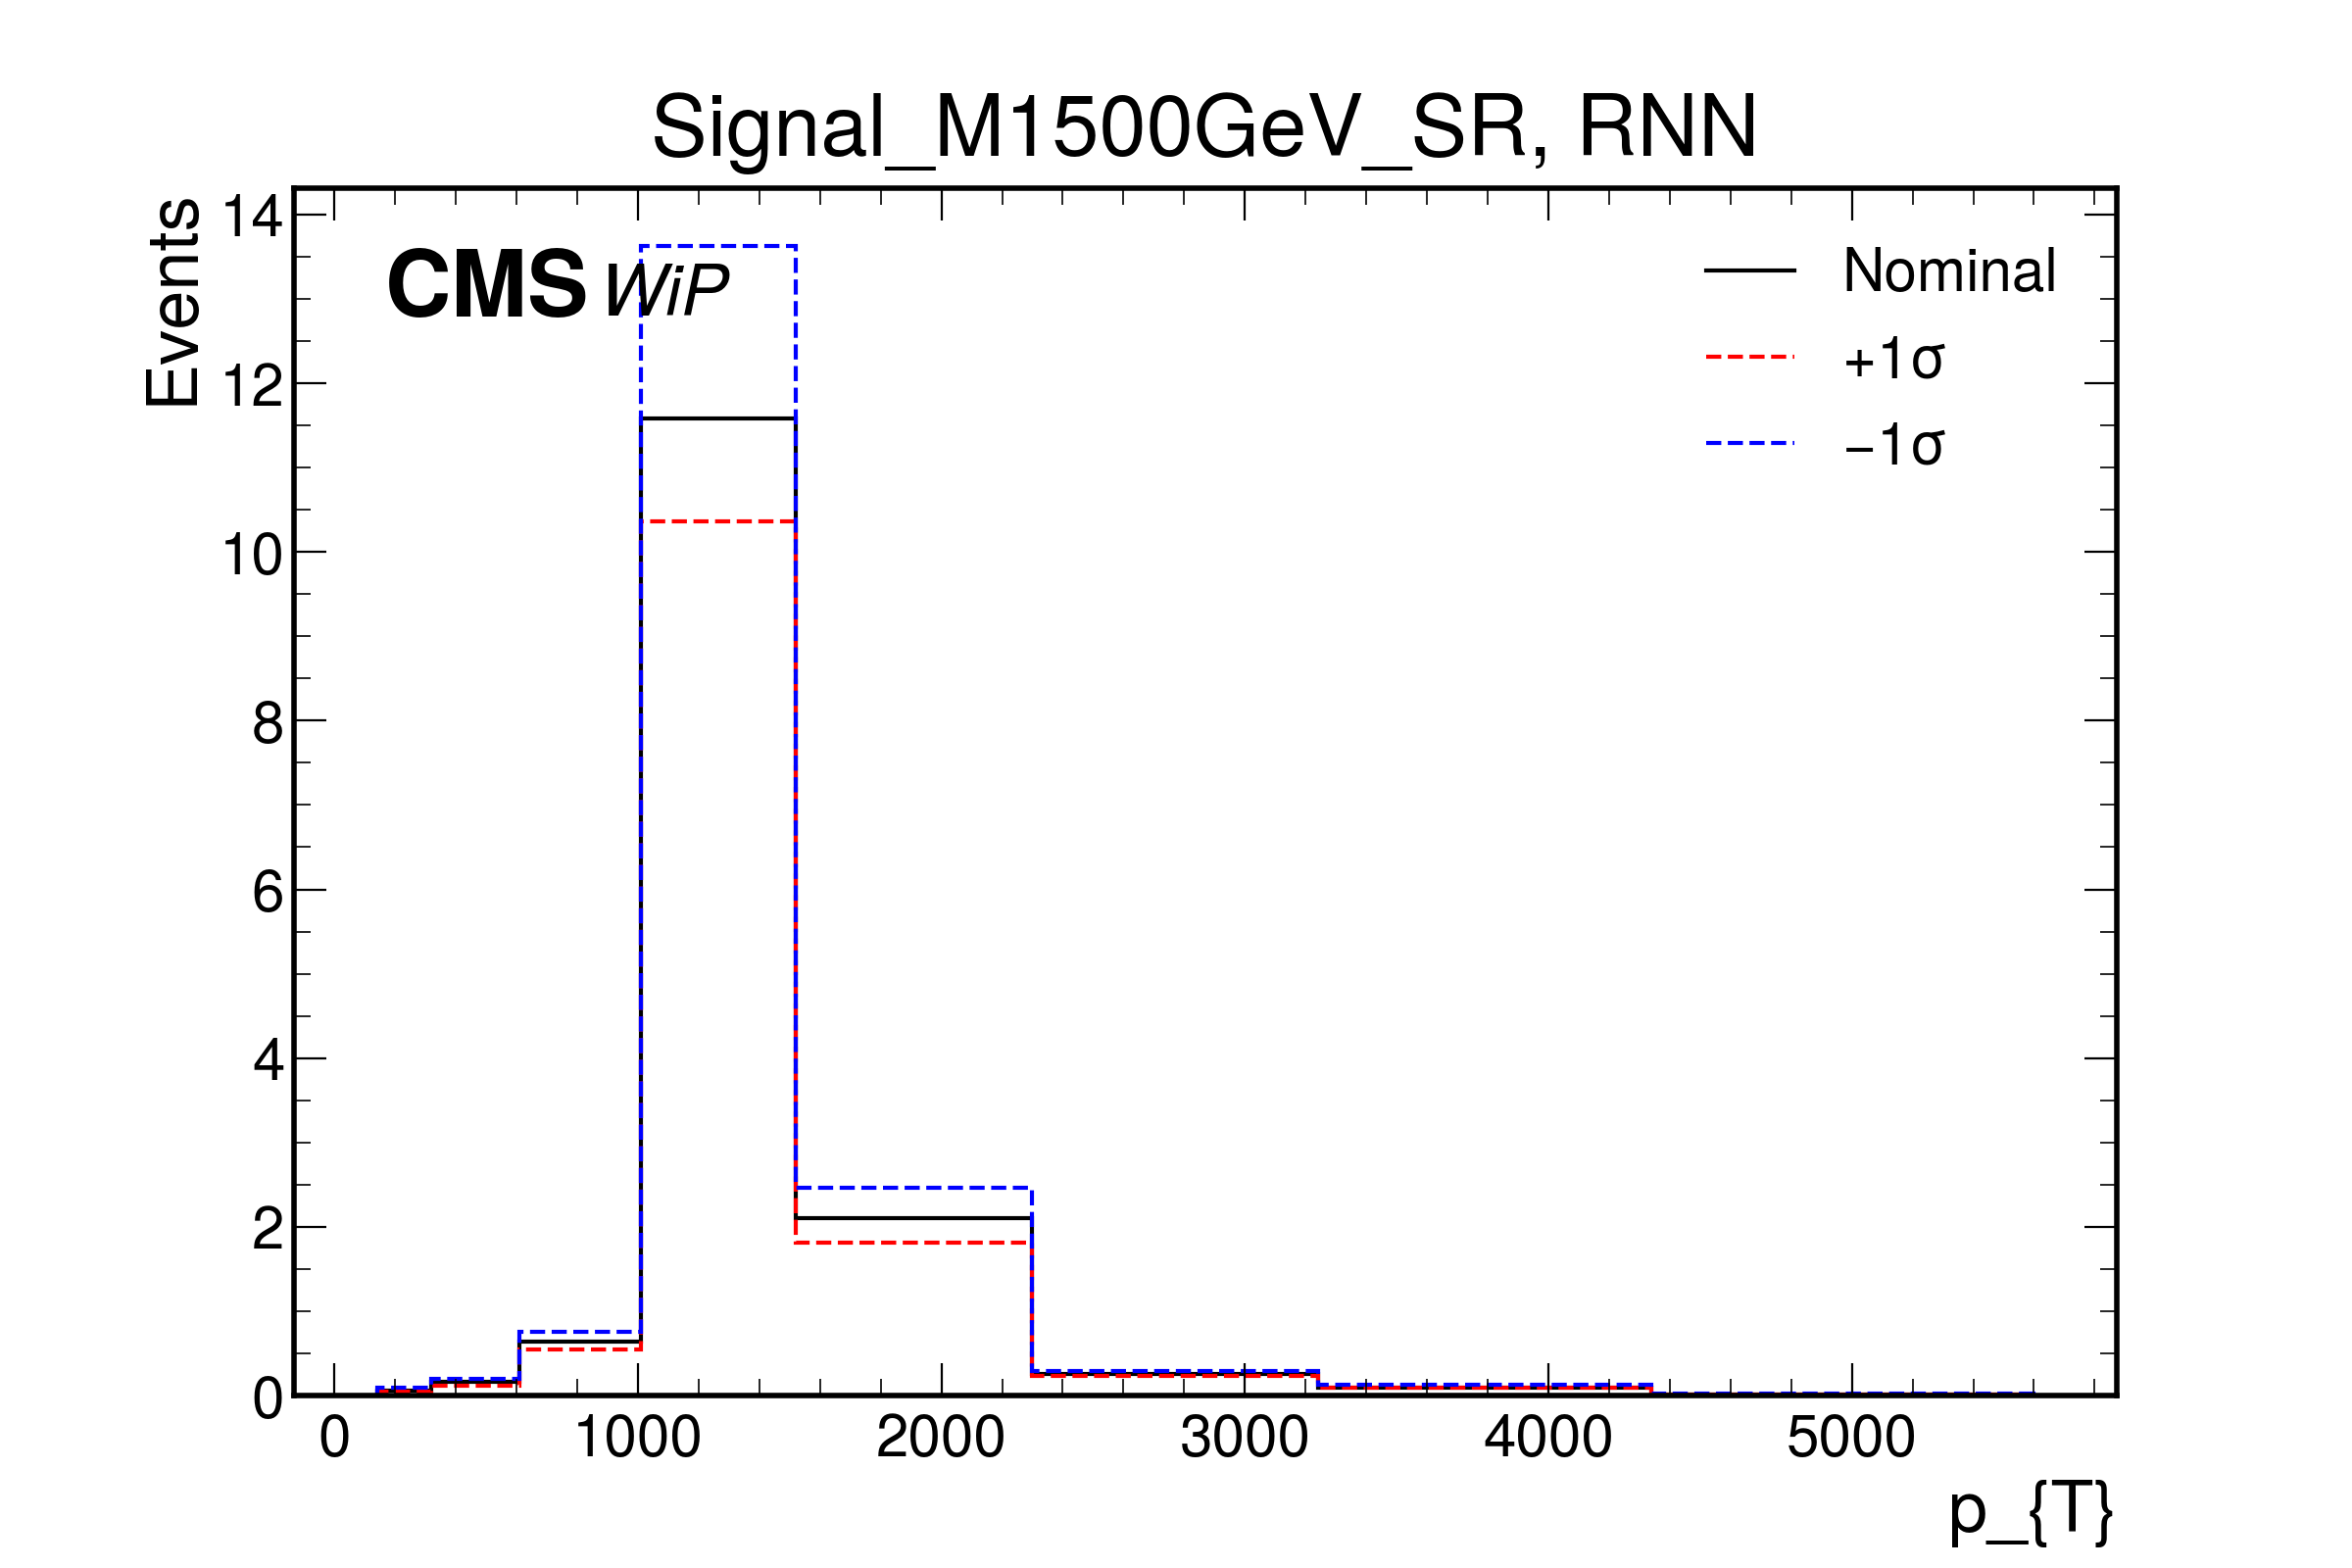 Signal_M1500GeV_SR, RNN
Events
CMS WiP
Nominal
+1σ
−1σ
14
12
10
8
6
4
2
0
0 1000 2000 3000 4000 5000
p_{T}